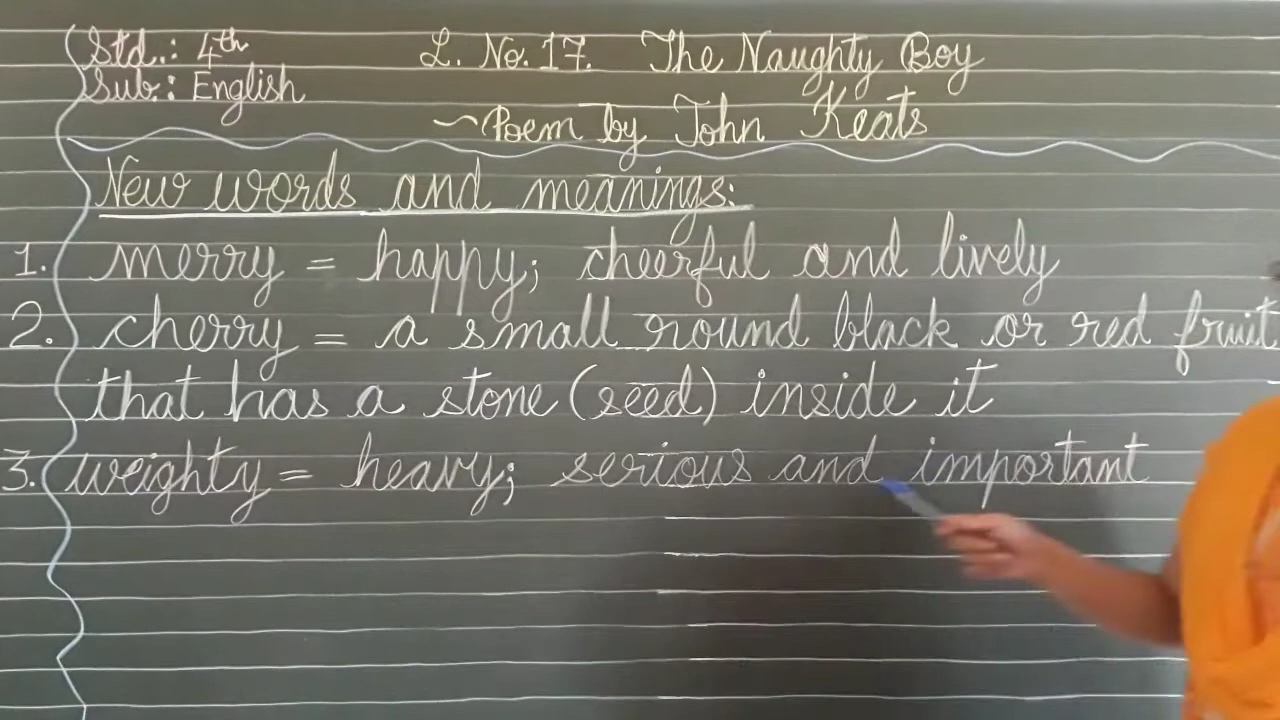 Std.: 4th
L. No. 17. The Naughty Boy
Sub.: English
~Poem by John Keats
New words and meanings:
1. merry = happy; cheerful and lively
2. cherry = a small round black or red fruit
that has a stone (seed) inside it
3. weighty = heavy; serious and important